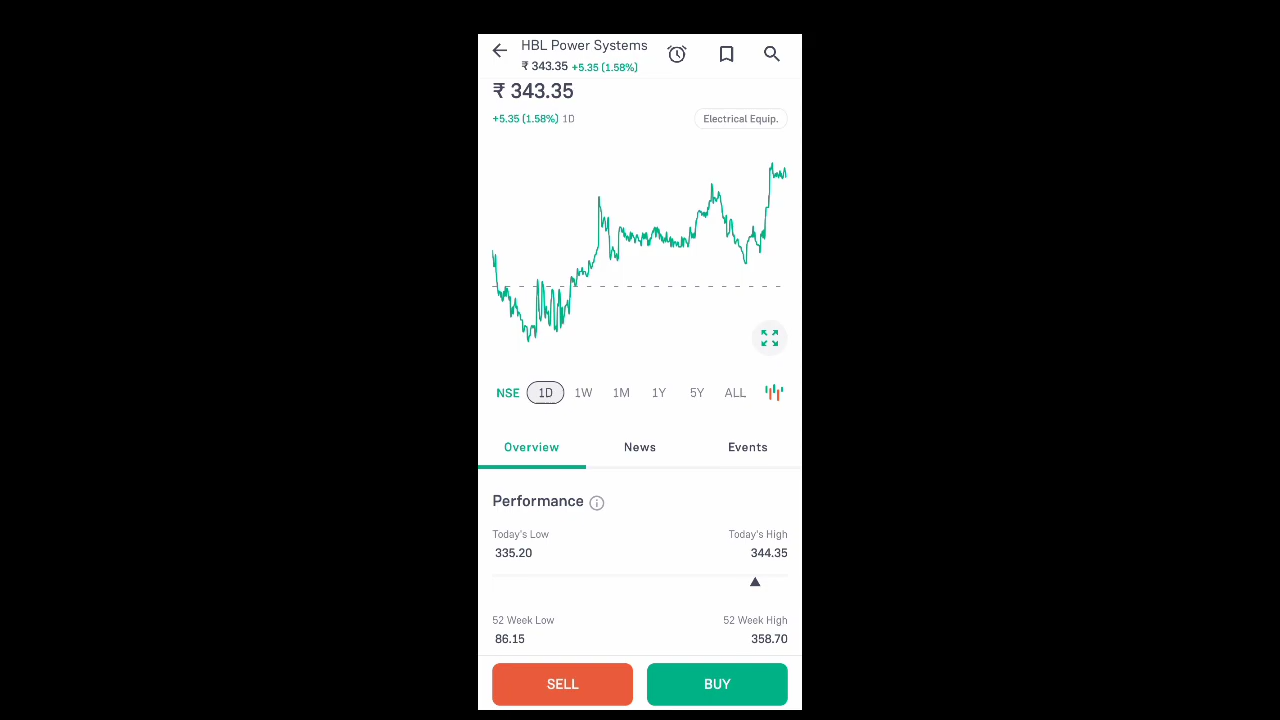 HBL Power Systems
₹ 343.35 +5.35 (1.58%)
₹ 343.35
+5.35 (1.58%) 1D
Electrical Equip.
NSE 1D 1W 1M 1Y 5Y ALL
Overview News Events
Performance
Today's Low Today's High
335.20 344.35
52 Week Low 52 Week High
86.15 358.70
SELL BUY